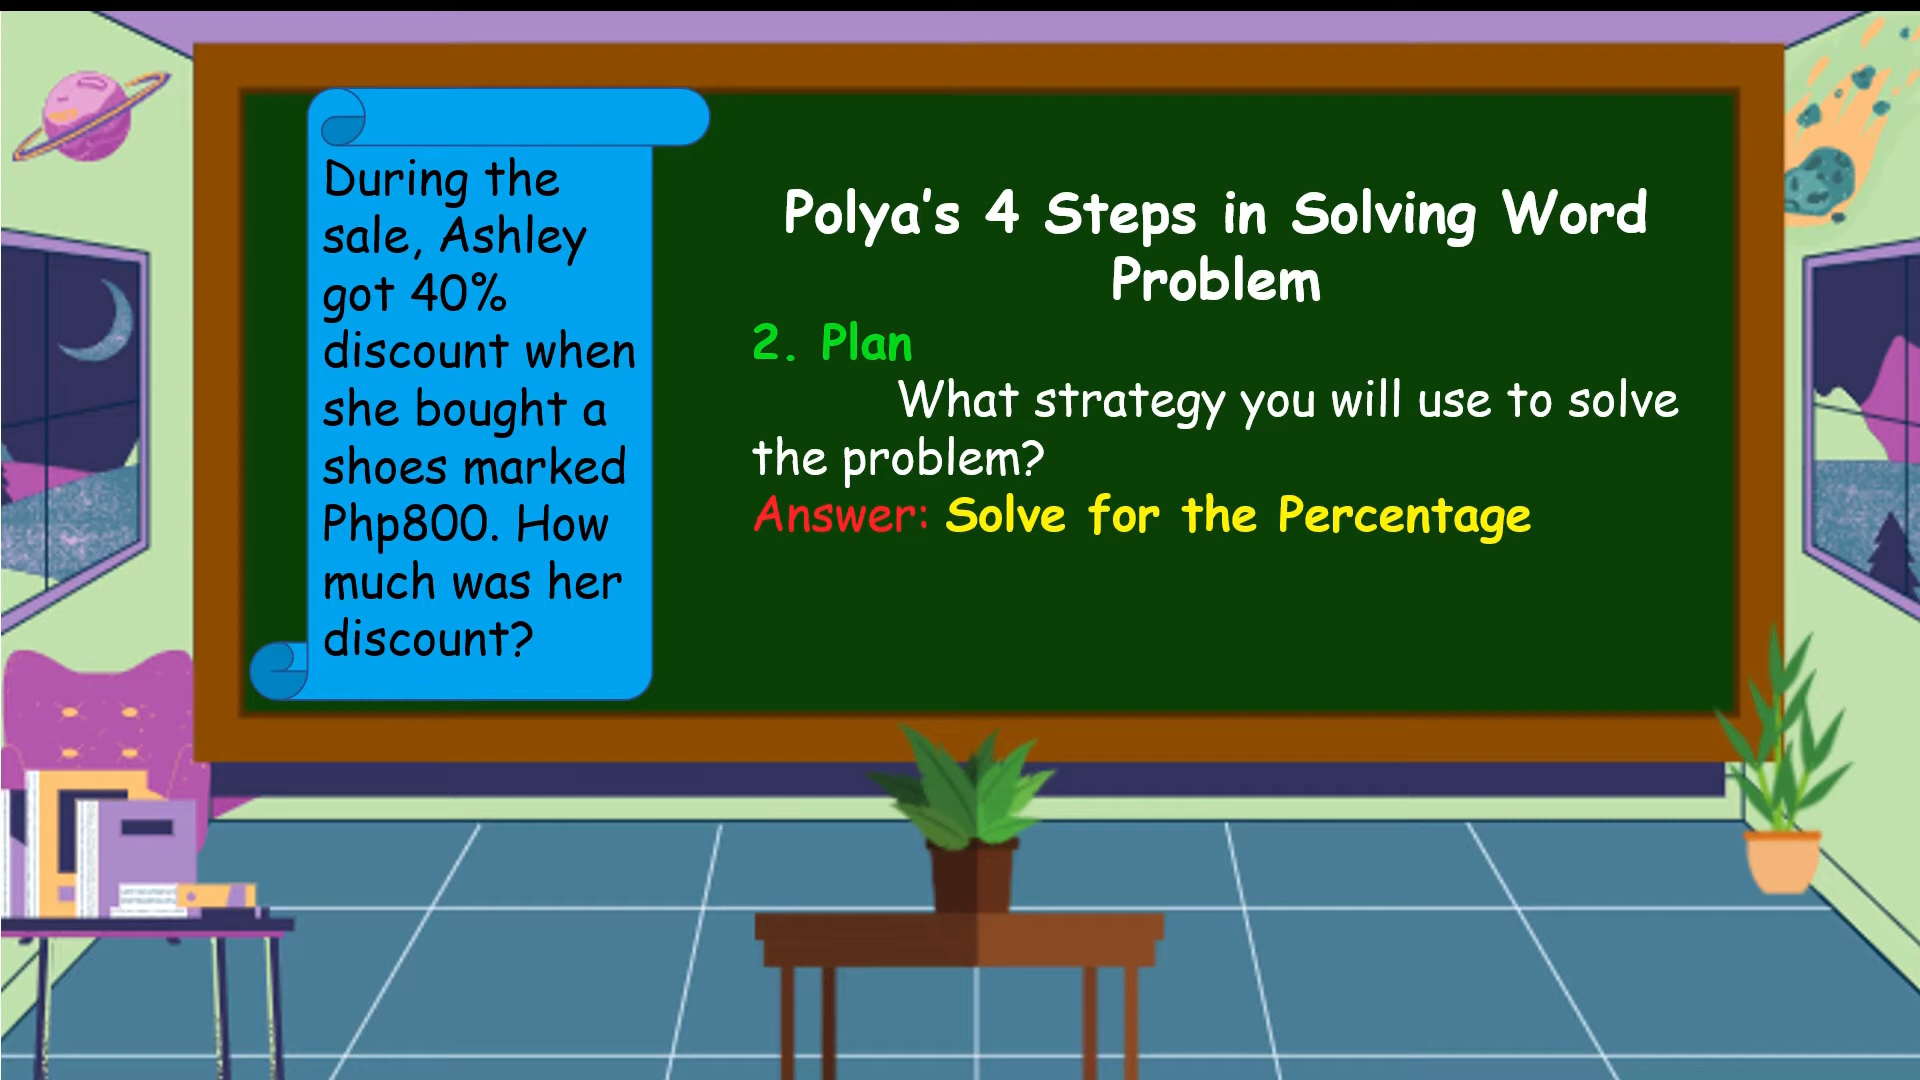 During the
sale, Ashley
got 40%
discount when
she bought a
shoes marked
Php800. How
much was her
discount?
Polya's 4 Steps in Solving Word
Problem
2. Plan
What strategy you will use to solve
the problem?
Answer: Solve for the Percentage